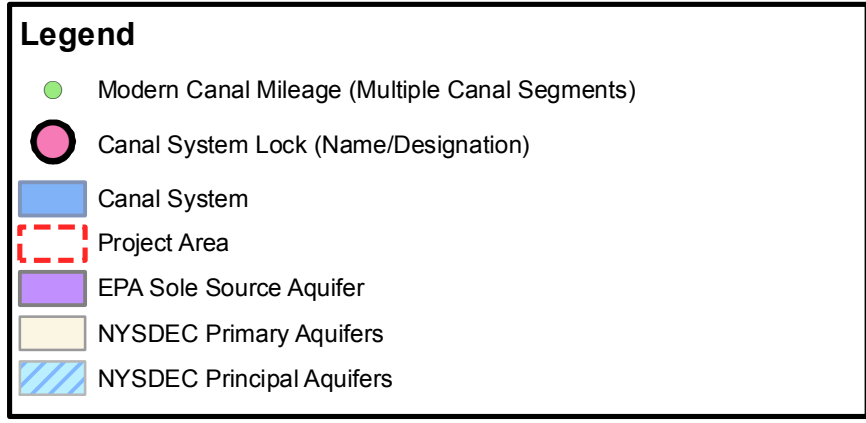 Legend
Modern Canal Mileage (Multiple Canal Segments)
Canal System Lock (Name/Designation)
Canal System
Project Area
EPA Sole Source Aquifer
NYSDEC Primary Aquifers
NYSDEC Principal Aquifers